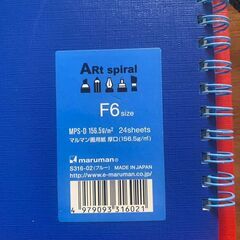 ARt spiral
F6 size
MPS-D 156.5g/m² 24sheets
マルマン画用紙 厚口(156.5g/㎡)
maruman®
S316-02(ブルー) MADE IN JAPAN
http://www.e-maruman.co.jp/
4 979093 316021